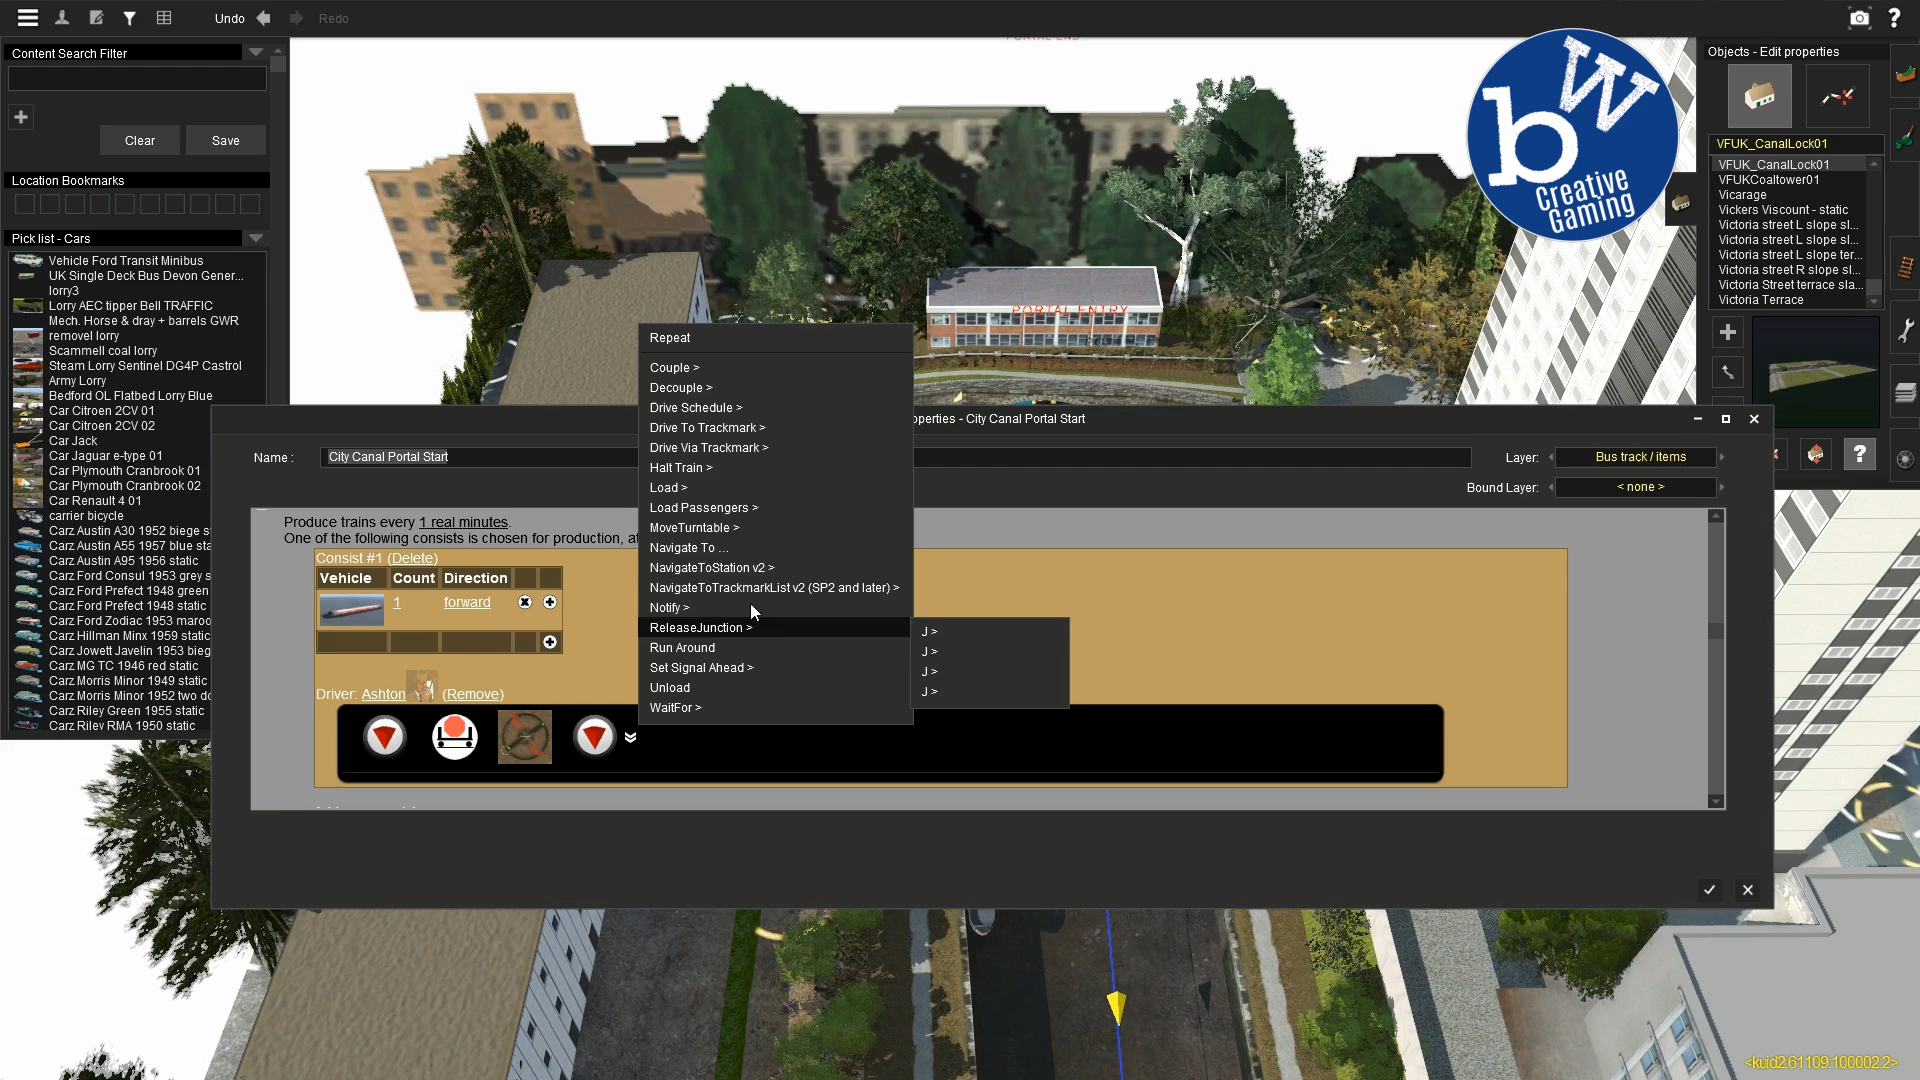 Undo
Redo
Content Search Filter
Clear
Save
Location Bookmarks
Pick list - Cars
Vehicle Ford Transit Minibus
UK Single Deck Bus Devon Gener...
lorry3
Lorry AEC tipper Bell TRAFFIC
Mech. Horse & dray + barrels GWR
removel lorry
Scammell coal lorry
Steam Lorry Sentinel DG4P Castrol
Army Lorry
Bedford OL Flatbed Lorry Blue
Car Citroen 2CV 01
Car Citroen 2CV 02
Car Jack
Car Jaguar e-type 01
Car Plymouth Cranbrook 01
Car Plymouth Cranbrook 02
Car Renault 4 01
carrier bicycle
Carz Austin A30 1952 biege s
Carz Austin A55 1957 blue sta
Carz Austin A95 1956 static
Carz Ford Consul 1953 grey s
Carz Ford Prefect 1948 green
Carz Ford Prefect 1948 static
Carz Ford Zodiac 1953 maroo
Carz Hillman Minx 1959 static
Carz Jowett Javelin 1953 bieg
Carz MG TC 1946 red static
Carz Morris Minor 1949 static
Carz Morris Minor 1952 two do
Carz Riley Green 1955 static
Carz Riley RMA 1950 static
PORTAL END
PORTAL ENTRY
bW
Creative
Gaming
Objects - Edit properties
VFUK_CanalLock01
VFUK_CanalLock01
VFUKCoaltower01
Vicarage
Vickers Viscount - static
Victoria street L slope sl...
Victoria street L slope sl...
Victoria street L slope ter...
Victoria street R slope sl...
Victoria Street terrace sla...
Victoria Terrace
?
operties - City Canal Portal Start
Name :
City Canal Portal Start
Layer:
Bus track / items
Bound Layer:
< none >
Produce trains every 1 real minutes.
One of the following consists is chosen for production, a
Consist #1 (Delete)
Vehicle Count Direction
1 forward
Driver: Ashton (Remove)
Repeat
Couple >
Decouple >
Drive Schedule >
Drive To Trackmark >
Drive Via Trackmark >
Halt Train >
Load >
Load Passengers >
MoveTurntable >
Navigate To ...
NavigateToStation v2 >
NavigateToTrackmarkList v2 (SP2 and later) >
Notify >
ReleaseJunction >
Run Around
Set Signal Ahead >
Unload
WaitFor >
J >
J >
J >
J >
<kuid2:61109:100002:2>